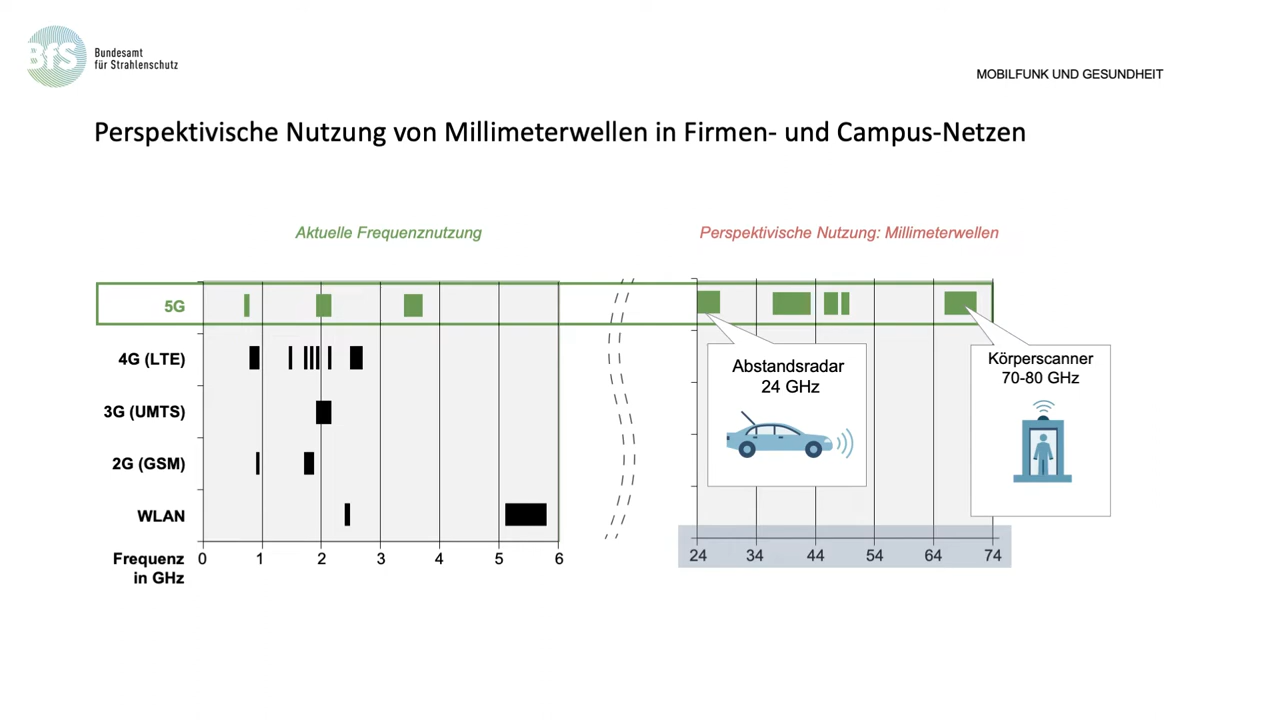 BfS
Bundesamt
für Strahlenschutz
MOBILFUNK UND GESUNDHEIT
Perspektivische Nutzung von Millimeterwellen in Firmen- und Campus-Netzen
Aktuelle Frequenznutzung
Perspektivische Nutzung: Millimeterwellen
5G
4G (LTE)
3G (UMTS)
2G (GSM)
WLAN
Frequenz
in GHz
0 1 2 3 4 5 6
Abstandsradar
24 GHz
Körperscanner
70-80 GHz
24 34 44 54 64 74